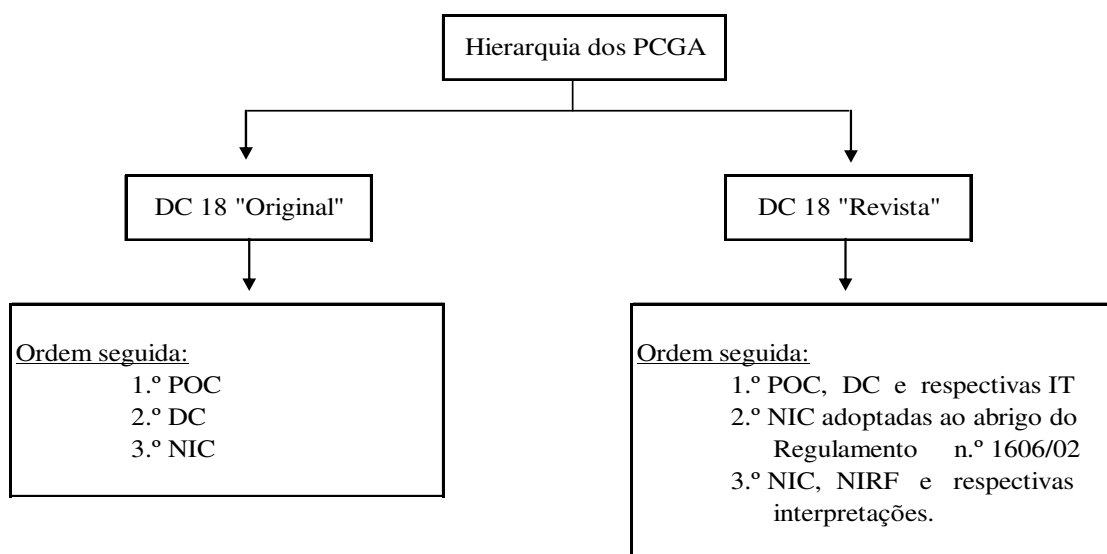 Hierarquia dos PCGA
DC 18 "Original"
DC 18 "Revista"
Ordem seguida:
1.º POC
2.º DC
3.º NIC
Ordem seguida:
1.º POC, DC e respectivas IT
2.º NIC adoptadas ao abrigo do
Regulamento n.º 1606/02
3.º NIC, NIRF e respectivas
interpretações.